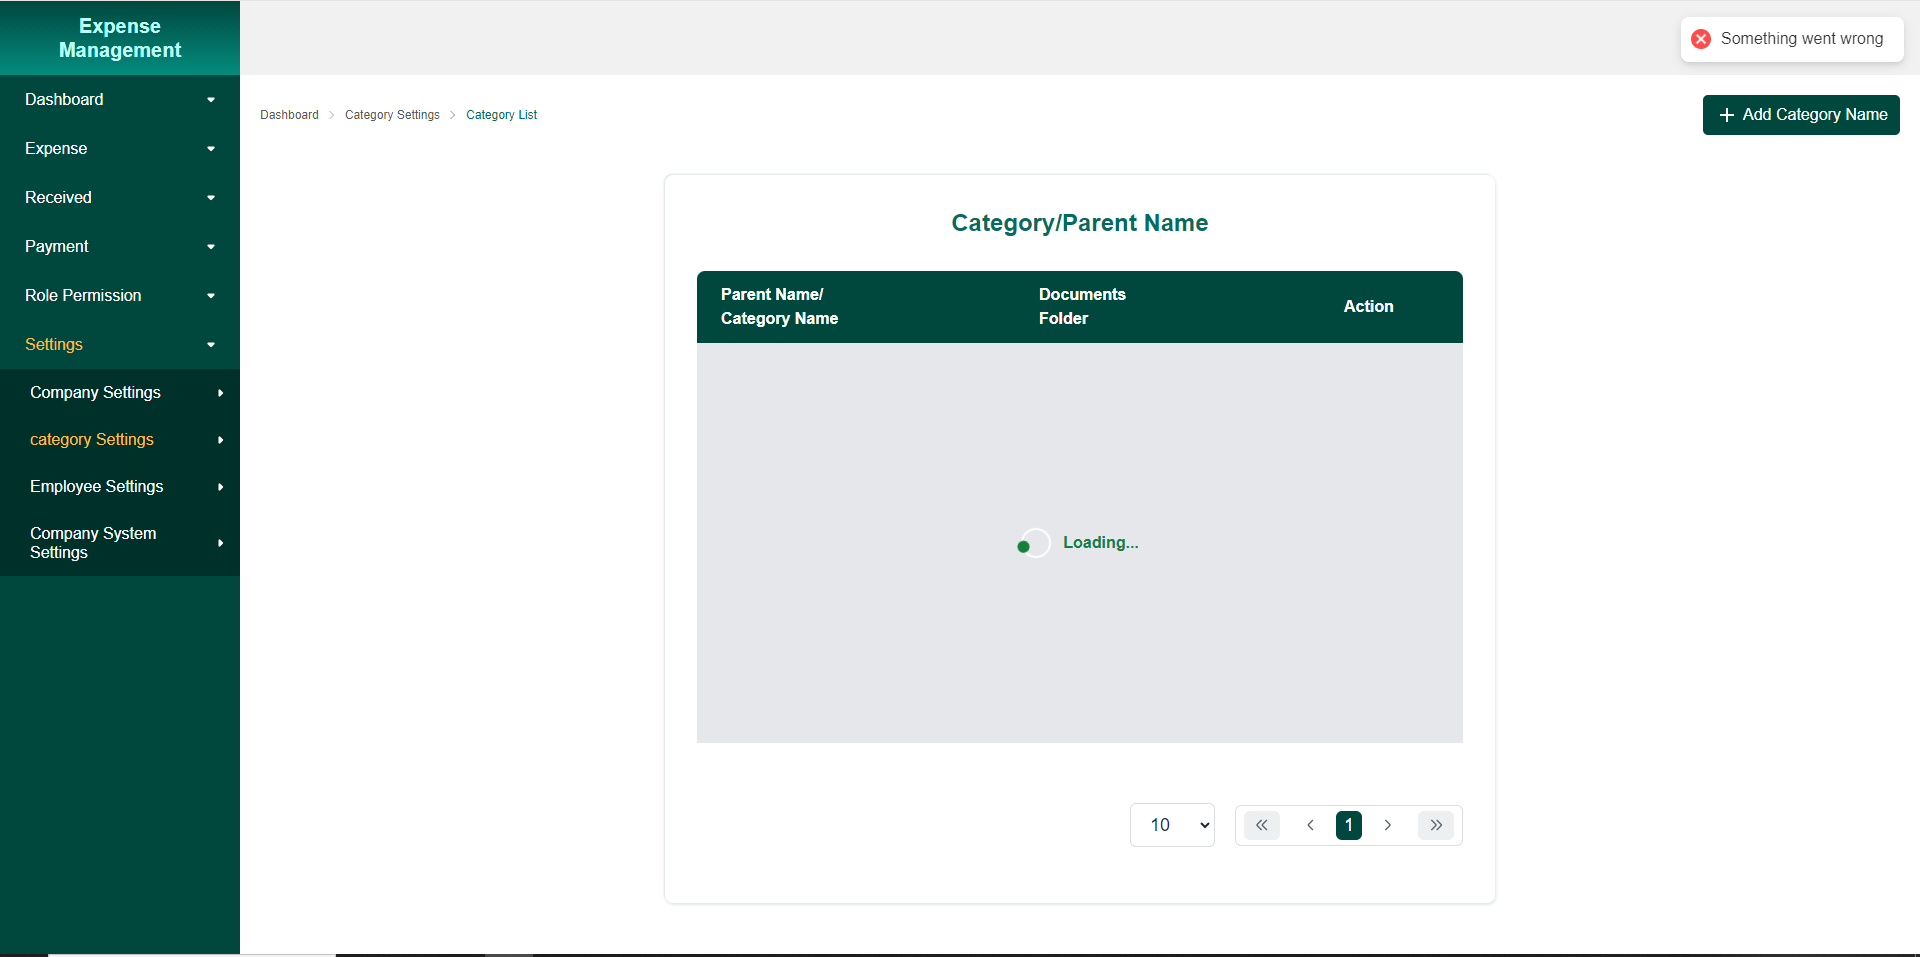 Expense
Management
Something went wrong
Dashboard
Expense
Received
Payment
Role Permission
Settings
Company Settings
category Settings
Employee Settings
Company System
Settings
Dashboard > Category Settings > Category List
+ Add Category Name
Category/Parent Name
Parent Name/
Category Name
Documents
Folder
Action
Loading...
10
« < 1 > »